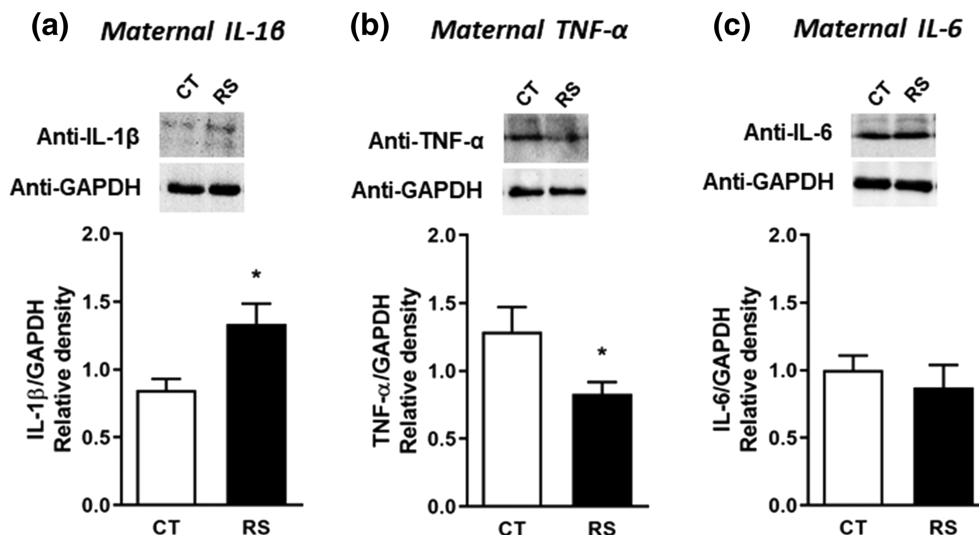 (a) Maternal IL-1β
CT RS
Anti-IL-1β
Anti-GAPDH
IL-1β/GAPDH
Relative density
2.0
1.5
1.0
0.5
0.0
*
CT RS
(b) Maternal TNF-α
CT RS
Anti-TNF-α
Anti-GAPDH
TNF-α/GAPDH
Relative density
2.0
1.5
1.0
0.5
0.0
*
CT RS
(c) Maternal IL-6
CT RS
Anti-IL-6
Anti-GAPDH
IL-6/GAPDH
Relative density
2.0
1.5
1.0
0.5
0.0
CT RS